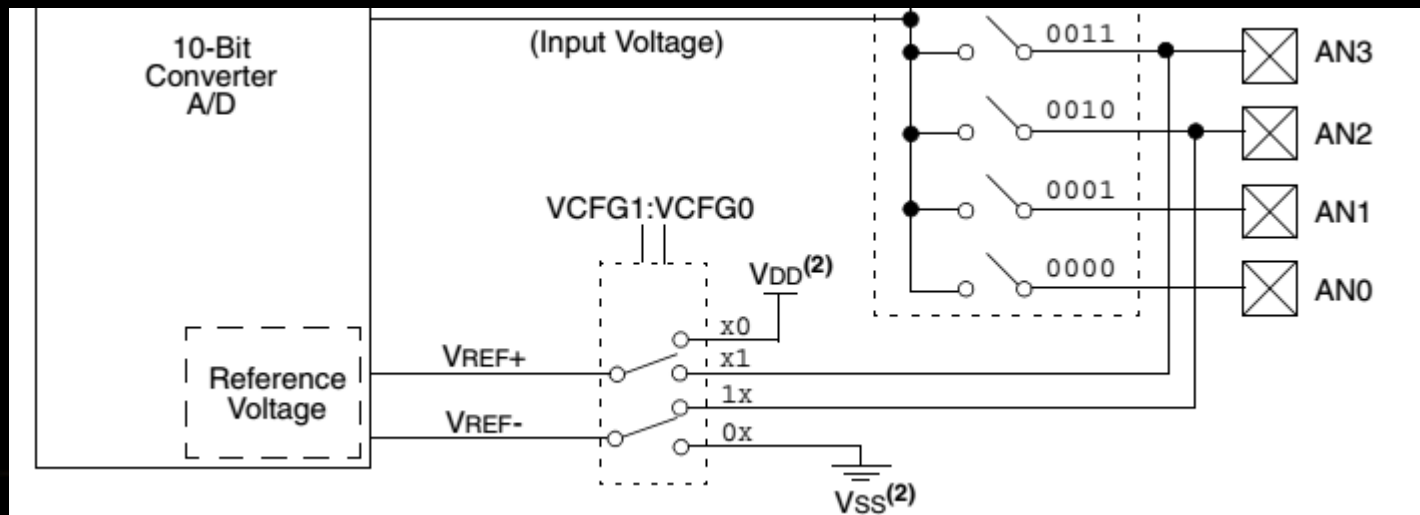 10-Bit
Converter
A/D
(Input Voltage)
0011
AN3
0010
AN2
0001
AN1
0000
AN0
VCFG1:VCFG0
VDD(2)
x0
VREF+
x1
Reference
Voltage
1x
VREF-
0x
VSS(2)